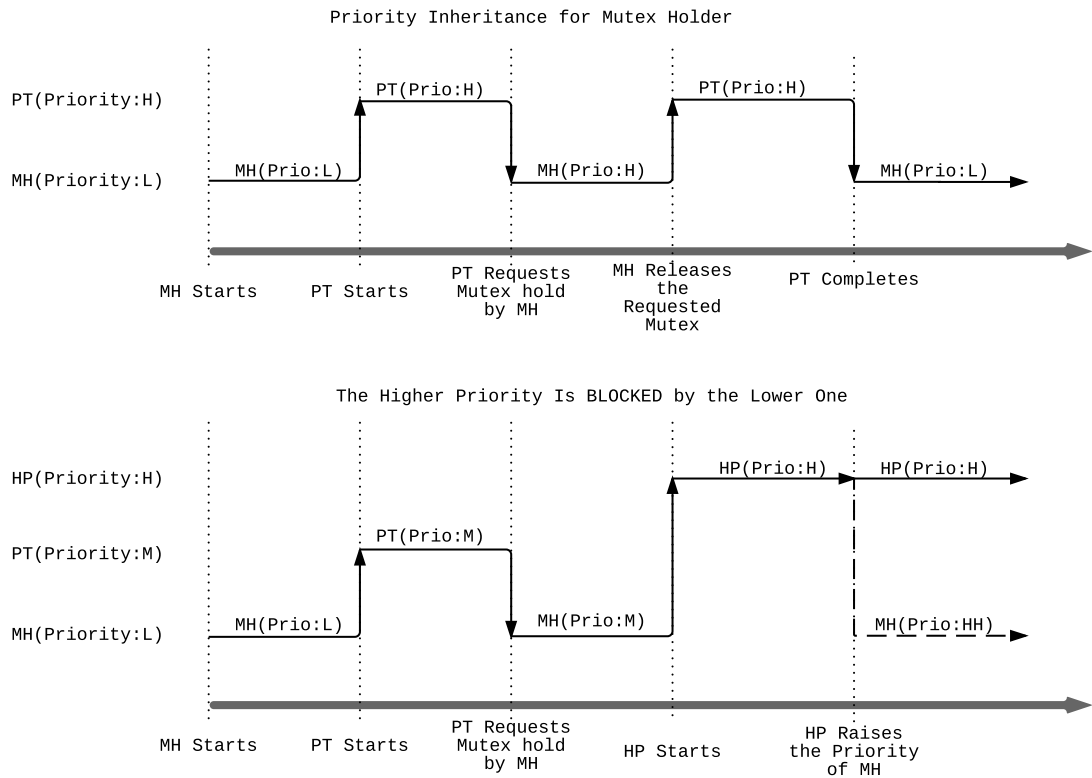 Priority Inheritance for Mutex Holder
PT(Prio:H)
PT(Prio:H)
PT(Priority:H)
MH(Prio:L)
MH(Prio:H)
MH(Prio:L)
MH(Priority:L)
MH Starts
PT Starts
PT Requests
Mutex hold
by MH
MH Releases
the
Requested
Mutex
PT Completes
The Higher Priority Is BLOCKED by the Lower One
HP(Priority:H)
HP(Prio:H)
HP(Prio:H)
PT(Prio:M)
PT(Priority:M)
MH(Prio:L)
MH(Prio:M)
MH(Prio:HH)
MH(Priority:L)
MH Starts
PT Starts
PT Requests
Mutex hold
by MH
HP Starts
HP Raises
the Priority
of MH